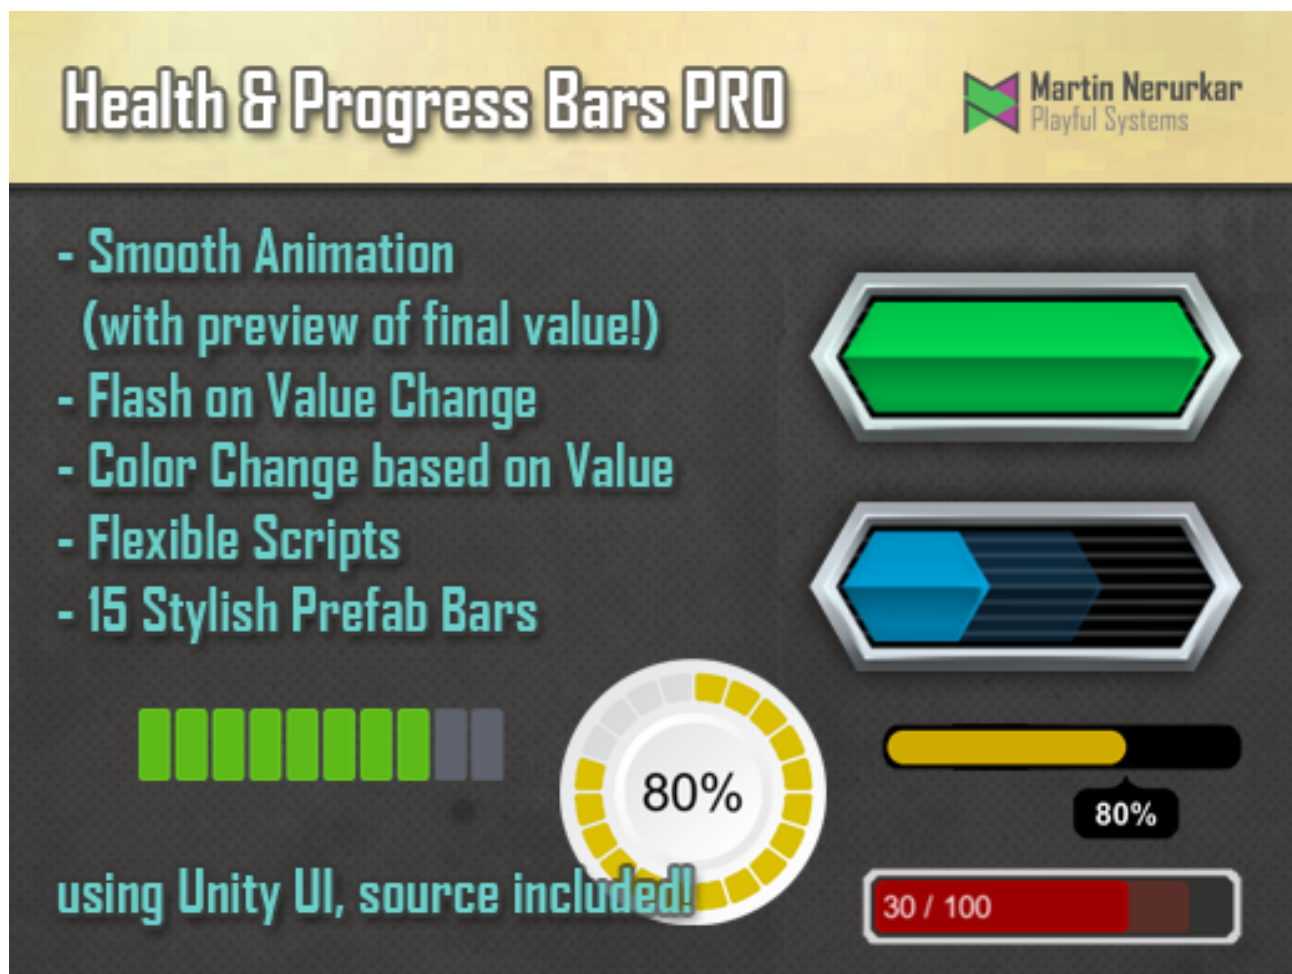 Health & Progress Bars PRO
Martin Nerurkar
Playful Systems
- Smooth Animation
(with preview of final value!)
- Flash on Value Change
- Color Change based on Value
- Flexible Scripts
- 15 Stylish Prefab Bars
80%
80%
using Unity UI, source included!
30 / 100